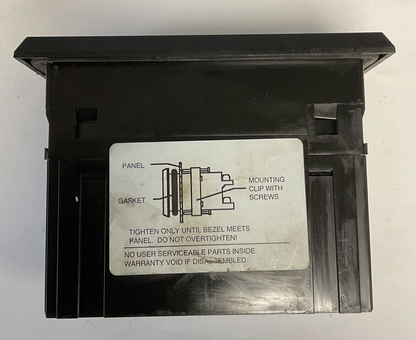 PANEL
MOUNTING
CLIP WITH
SCREWS
GASKET
TIGHTEN ONLY UNTIL BEZEL MEETS
PANEL. DO NOT OVERTIGHTEN!
NO USER SERVICEABLE PARTS INSIDE.
WARRANTY VOID IF DISASSEMBLED.